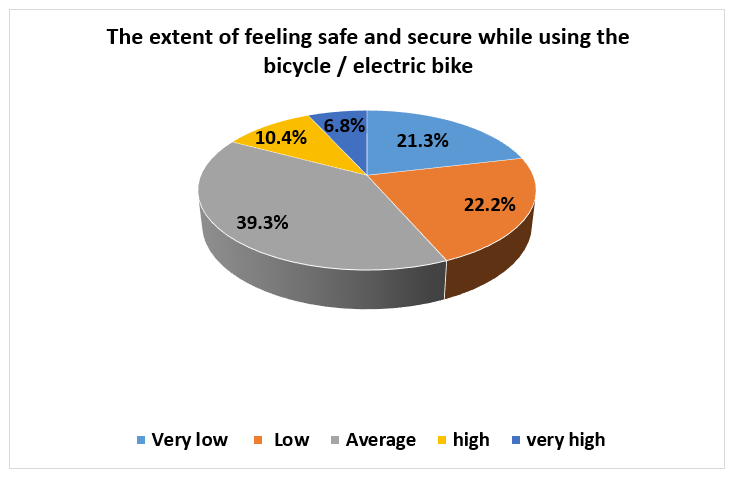 The extent of feeling safe and secure while using the
bicycle / electric bike
6.8%
10.4%
21.3%
22.2%
39.3%
Very low
Low
Average
high
very high